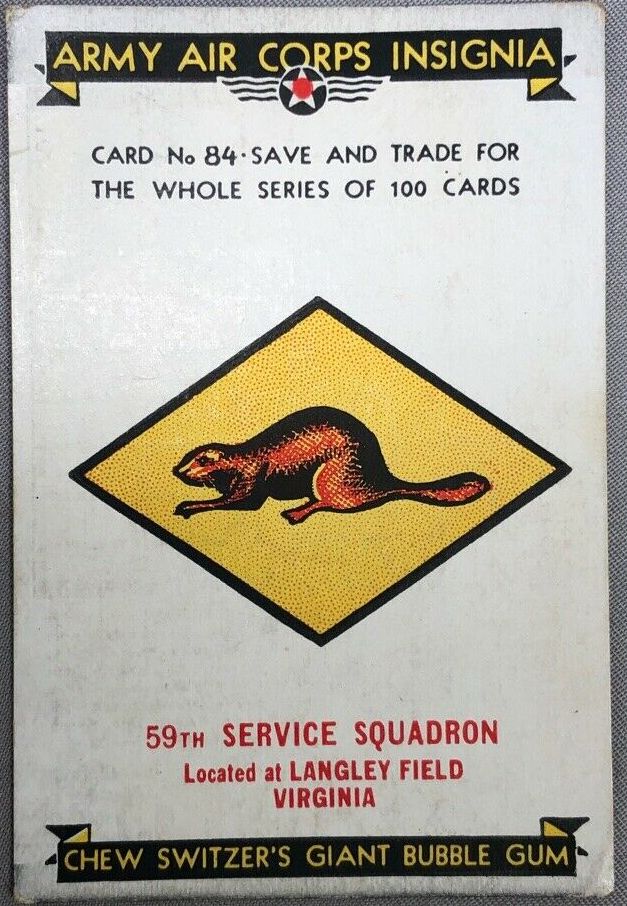 ARMY AIR CORPS INSIGNIA
CARD No 84 · SAVE AND TRADE FOR
THE WHOLE SERIES OF 100 CARDS
59TH SERVICE SQUADRON
Located at LANGLEY FIELD
VIRGINIA
CHEW SWITZER'S GIANT BUBBLE GUM